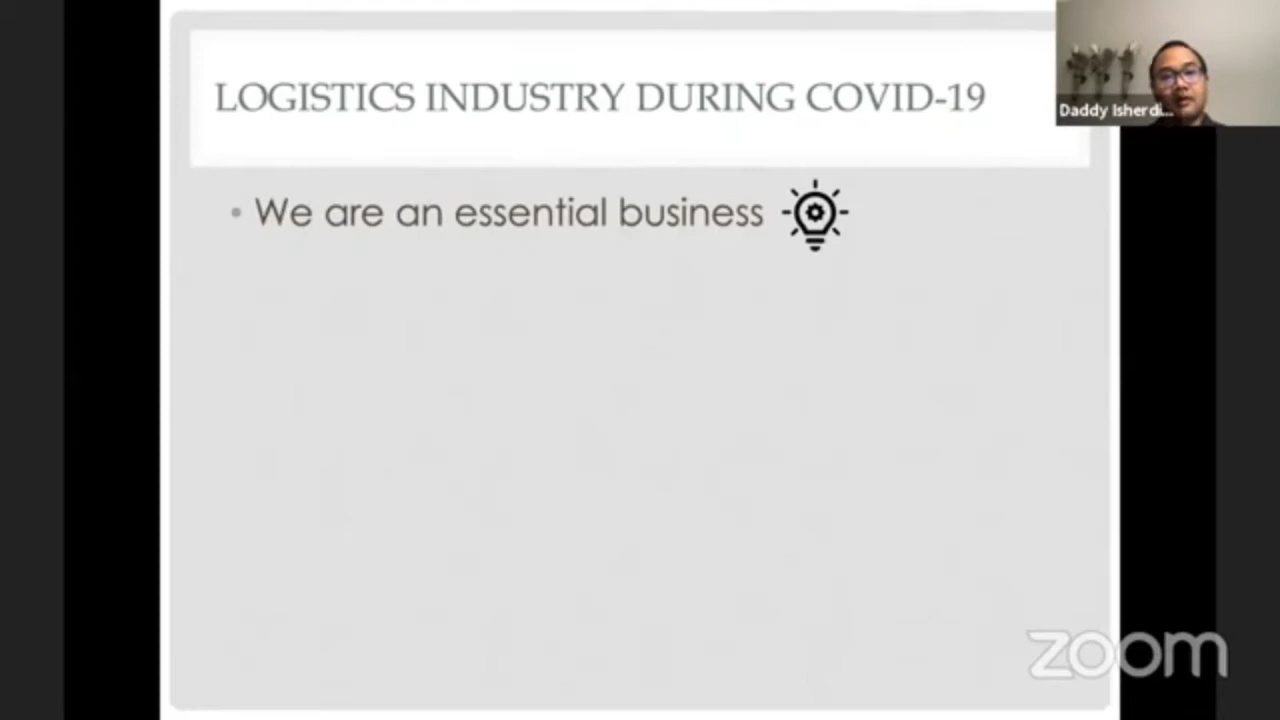 LOGISTICS INDUSTRY DURING COVID-19
Daddy Isherdi...
• We are an essential business
zoom